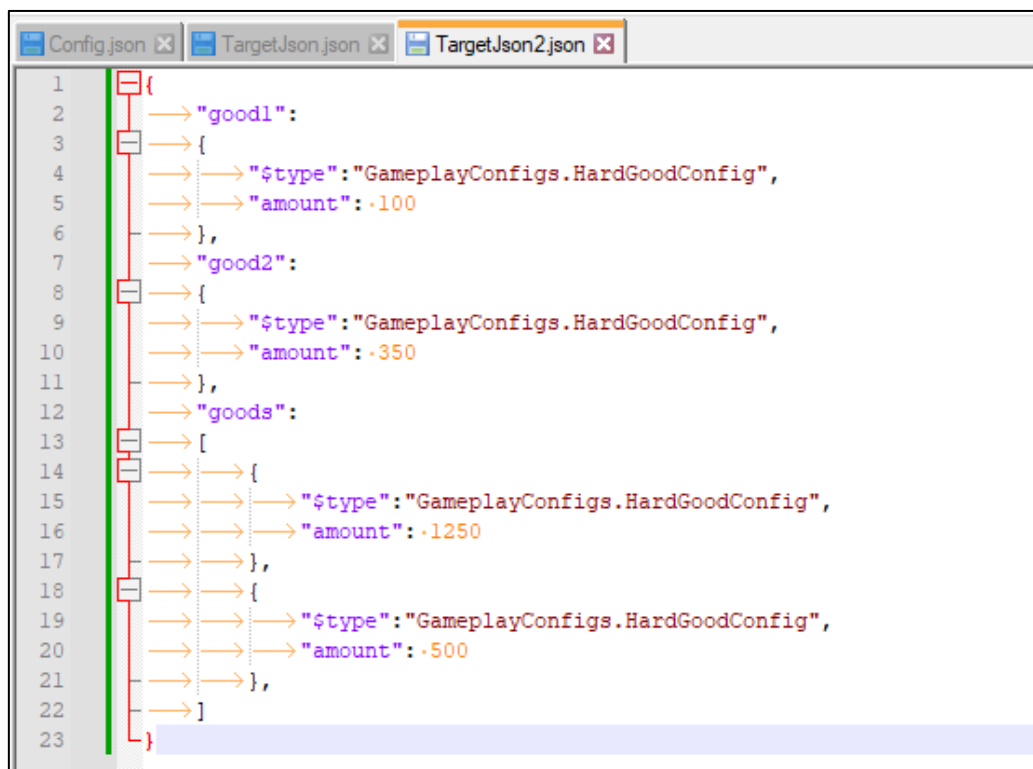 Config.json TargetJson.json TargetJson2.json
1 {
2 "good1":
3 {
4 "$type":"GameplayConfigs.HardGoodConfig",
5 "amount": 100
6 },
7 "good2":
8 {
9 "$type":"GameplayConfigs.HardGoodConfig",
10 "amount": 350
11 },
12 "goods":
13 [
14 {
15 "$type":"GameplayConfigs.HardGoodConfig",
16 "amount": 1250
17 },
18 {
19 "$type":"GameplayConfigs.HardGoodConfig",
20 "amount": 500
21 },
22 ]
23 }